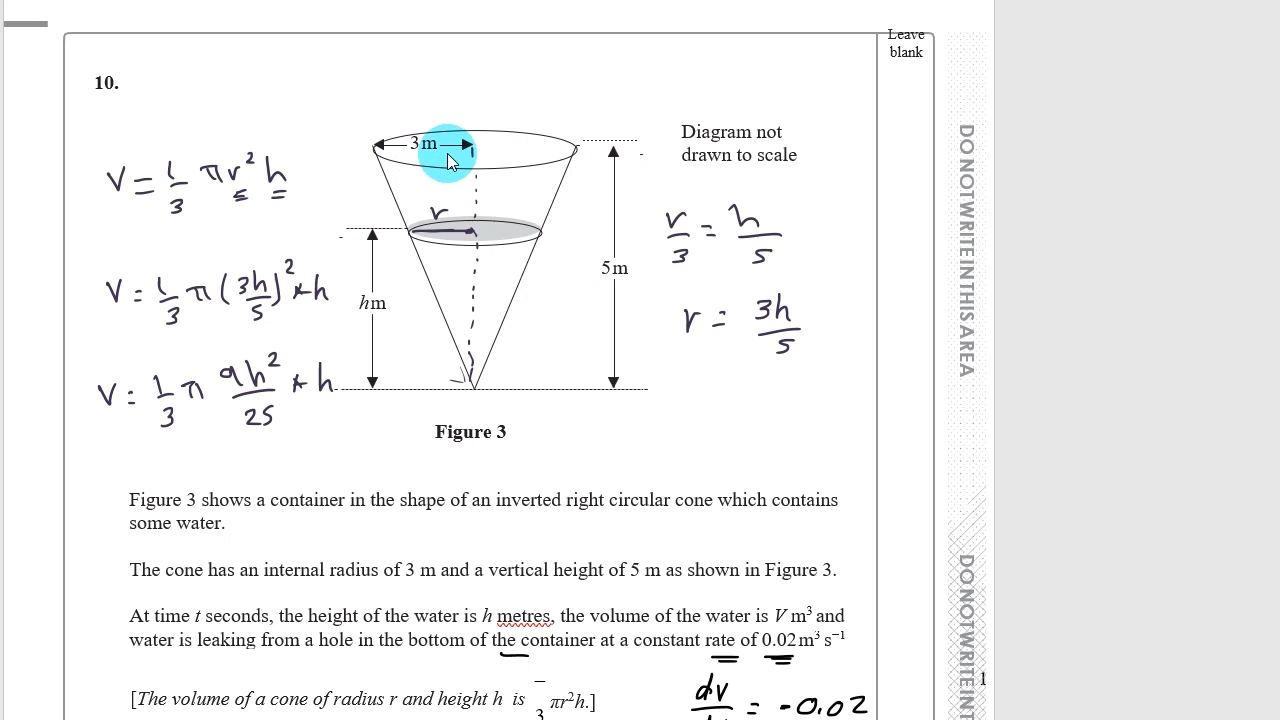 Leave
blank
10.
3 m
Diagram not
drawn to scale
V = 1/3 πr²h
r
r/3 = h/5
5 m
V = 1/3 π(3h/5)² × h
h m
r = 3h/5
V = 1/3 π 9h²/25 × h
Figure 3
Figure 3 shows a container in the shape of an inverted right circular cone which contains
some water.
The cone has an internal radius of 3 m and a vertical height of 5 m as shown in Figure 3.
At time t seconds, the height of the water is h metres, the volume of the water is V m³ and
water is leaking from a hole in the bottom of the container at a constant rate of 0.02 m³ s⁻¹
[The volume of a cone of radius r and height h is πr²h.]
3
dv = -0.02
1
DO NOT WRITE IN THIS AREA
DO NOT WRITE IN T